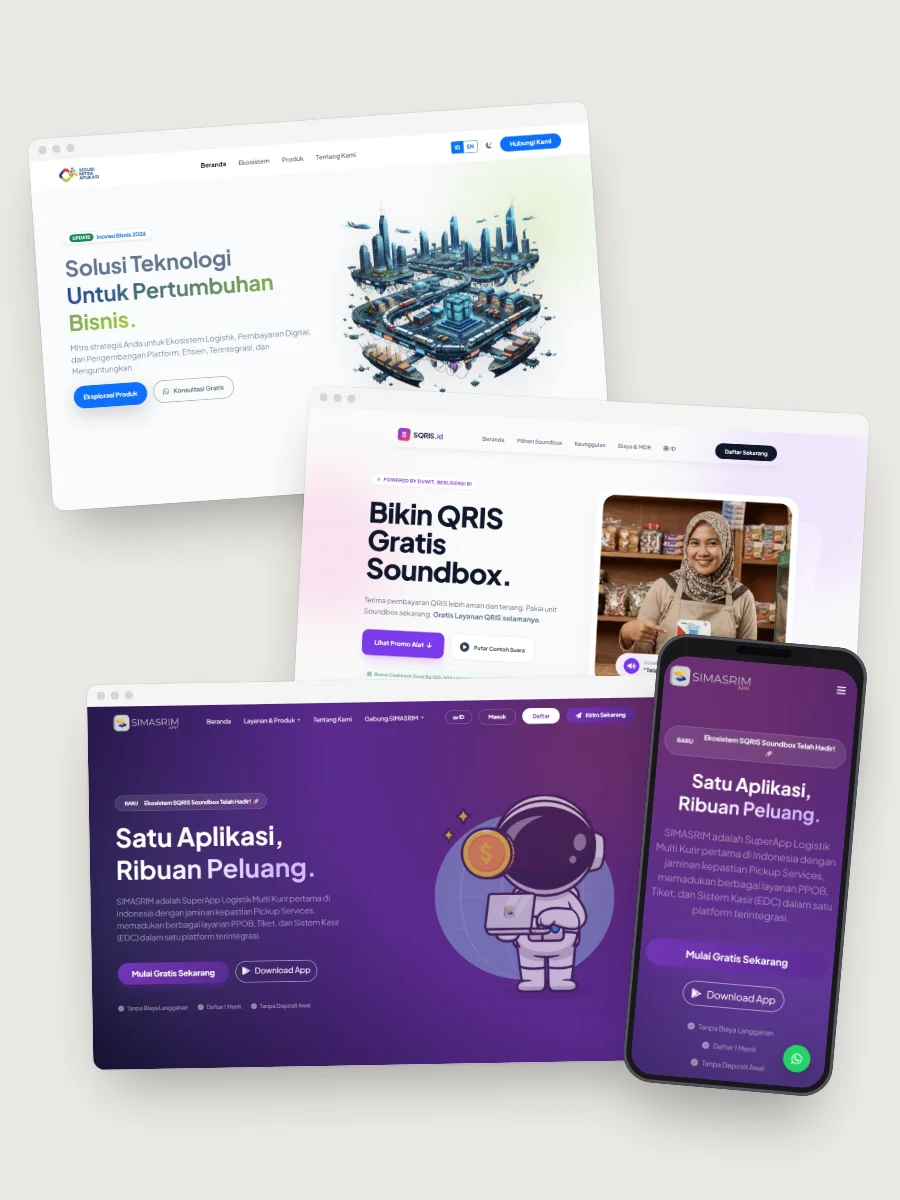 SOLUSI
MITRA
APLIKASI
Beranda
Ekosistem
Produk
Tentang Kami
ID
EN
Hubungi Kami
UPDATE
Inovasi Bisnis 2026
Solusi Teknologi
Untuk Pertumbuhan
Bisnis.
Mitra strategis Anda untuk Ekosistem Logistik, Pembayaran Digital,
dan Pengembangan Platform. Efisien, Terintegrasi, dan
Menguntungkan.
Eksplorasi Produk
Konsultasi Gratis
S
SQRIS.id
Beranda
Pilihan Soundbox
Keunggulan
Biaya & MDR
ID
Daftar Sekarang
POWERED BY DUWIT, BERLISENSI BI
Bikin QRIS
Gratis
Soundbox.
Terima pembayaran QRIS lebih aman dan tenang. Pakai unit
Soundbox sekarang. Gratis Layanan QRIS selamanya.
Lihat Promo Alat ↓
Putar Contoh Suara
SIMASRIM
APP
Beranda
Layanan & Produk
Tentang Kami
Gabung SIMASRIM
ID
Masuk
Daftar
Kirim Sekarang
BARU
Ekosistem SQRIS Soundbox Telah Hadir! 🚀
Satu Aplikasi,
Ribuan Peluang.
SIMASRIM adalah SuperApp Logistik Multi Kurir pertama di
Indonesia dengan jaminan kepastian Pickup Services,
memadukan berbagai layanan PPOB, Tiket, dan Sistem Kasir
(EDC) dalam satu platform terintegrasi.
Mulai Gratis Sekarang
Download App
Tanpa Biaya Langganan
Daftar 1 Menit
Tanpa Deposit Awal
$
SIMASRIM
APP
BARU
Ekosistem SQRIS Soundbox Telah Hadir!
🚀
Satu Aplikasi,
Ribuan Peluang.
SIMASRIM adalah SuperApp Logistik
Multi Kurir pertama di Indonesia dengan
jaminan kepastian Pickup Services,
memadukan berbagai layanan PPOB,
Tiket, dan Sistem Kasir (EDC) dalam satu
platform terintegrasi.
Mulai Gratis Sekarang
Download App
Tanpa Biaya Langganan
Daftar 1 Menit
Tanpa Deposit Awal